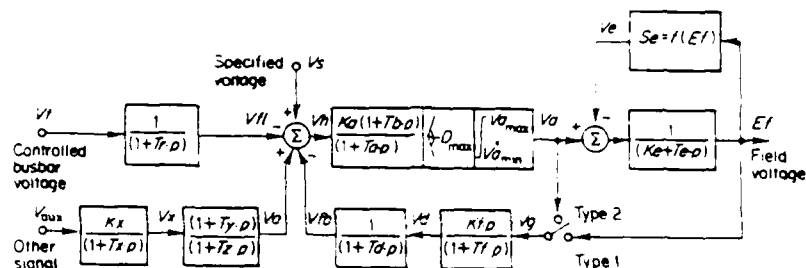 Ve
Se=f(Ef)
Specified
voltage
Vs
Vt
1
(1+Tr·p)
Vfl
+
-
Σ
+
-
Vh
Ka(1+Tb·p)
(1+Ta·p)
Dmax
Vamax
Vamin
Va
+
-
Σ
1
(Ke+Te·p)
Ef
Field
voltage
Controlled
busbar
voltage
Vaux
Other
signal
Kx
(1+Tx·p)
Vx
(1+Ty·p)
(1+Tz·p)
Vo
Vfb
1
(1+Td·p)
Vd
Kf·p
(1+Tf·p)
Vg
Type 2
Type 1